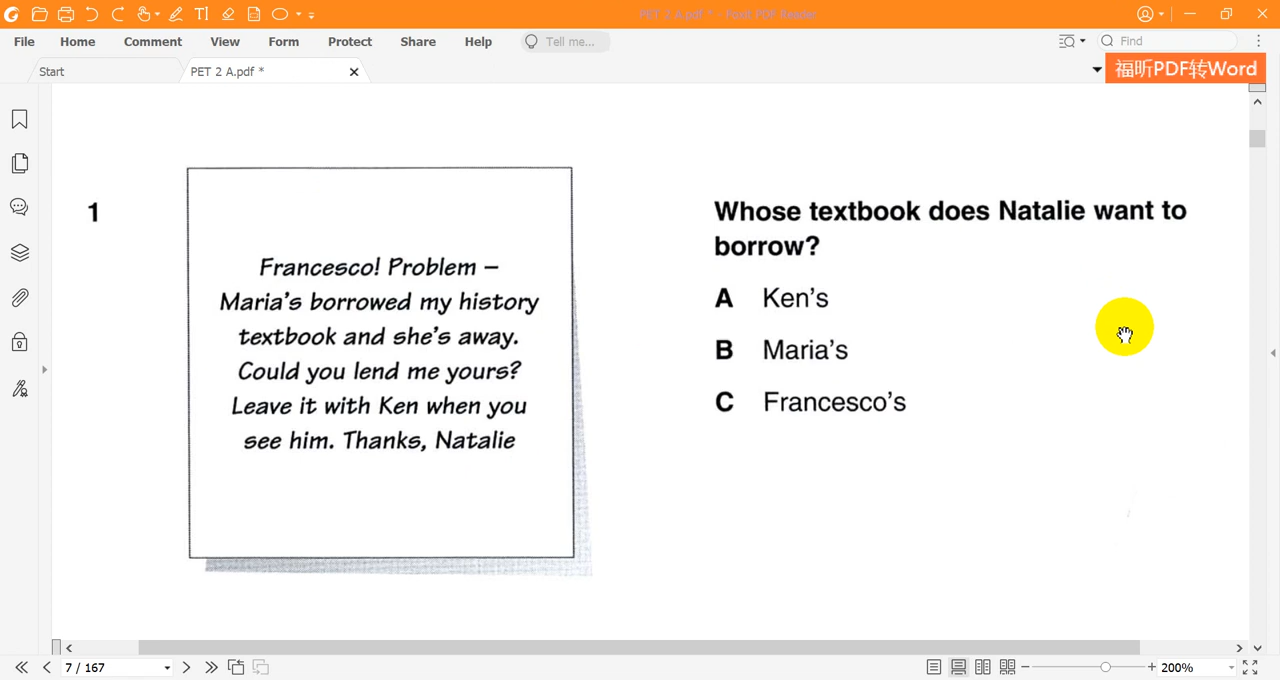 PET 2 A.pdf * - Foxit PDF Reader
File Home Comment View Form Protect Share Help Tell me... Find
Start PET 2 A.pdf * 福昕PDF转Word
1
Francesco! Problem –
Maria's borrowed my history
textbook and she's away.
Could you lend me yours?
Leave it with Ken when you
see him. Thanks, Natalie
Whose textbook does Natalie want to
borrow?
A Ken's
B Maria's
C Francesco's
7 / 167 200%